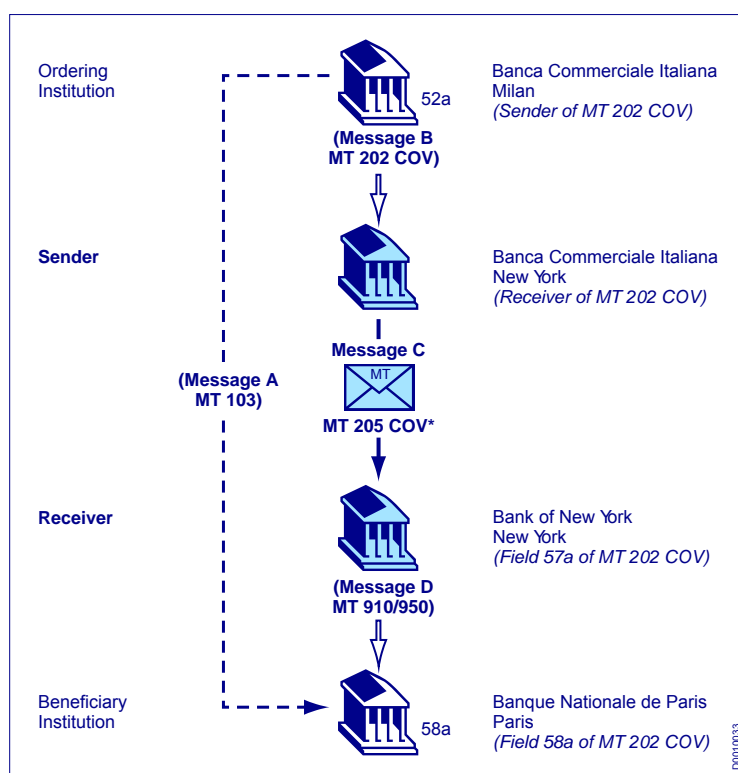 Ordering
Institution
52a
Banca Commerciale Italiana
Milan
(Sender of MT 202 COV)
(Message B
MT 202 COV)
Sender
Banca Commerciale Italiana
New York
(Receiver of MT 202 COV)
Message C
MT
(Message A
MT 103)
MT 205 COV*
Receiver
Bank of New York
New York
(Field 57a of MT 202 COV)
(Message D
MT 910/950)
Beneficiary
Institution
58a
Banque Nationale de Paris
Paris
(Field 58a of MT 202 COV)
D0010033